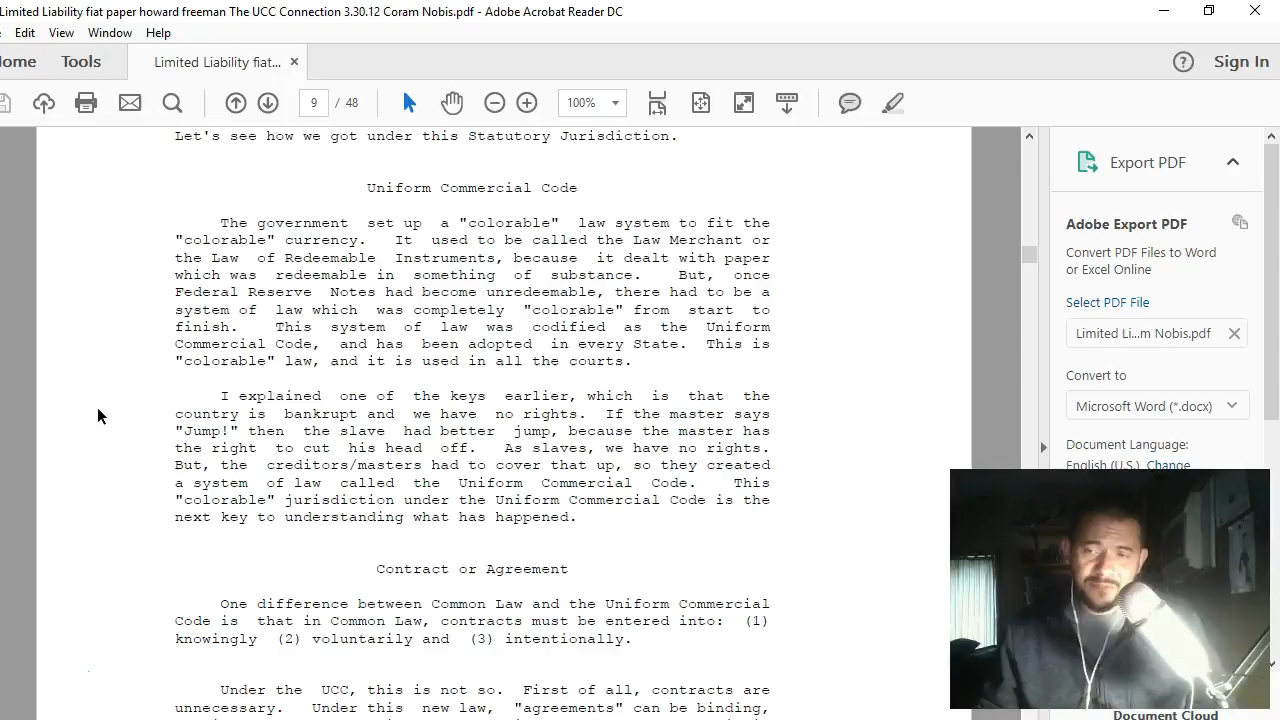 Limited Liability fiat paper howard freeman The UCC Connection 3.30.12 Coram Nobis.pdf - Adobe Acrobat Reader DC
Edit View Window Help
Home Tools Limited Liability fiat... × Sign In
9 / 48 100%
Let's see how we got under this Statutory Jurisdiction.
Uniform Commercial Code
The government set up a "colorable" law system to fit the
"colorable" currency. It used to be called the Law Merchant or
the Law of Redeemable Instruments, because it dealt with paper
which was redeemable in something of substance. But, once
Federal Reserve Notes had become unredeemable, there had to be a
system of law which was completely "colorable" from start to
finish. This system of law was codified as the Uniform
Commercial Code, and has been adopted in every State. This is
"colorable" law, and it is used in all the courts.
I explained one of the keys earlier, which is that the
country is bankrupt and we have no rights. If the master says
"Jump!" then the slave had better jump, because the master has
the right to cut his head off. As slaves, we have no rights.
But, the creditors/masters had to cover that up, so they created
a system of law called the Uniform Commercial Code. This
"colorable" jurisdiction under the Uniform Commercial Code is the
next key to understanding what has happened.
Contract or Agreement
One difference between Common Law and the Uniform Commercial
Code is that in Common Law, contracts must be entered into: (1)
knowingly (2) voluntarily and (3) intentionally.
Under the UCC, this is not so. First of all, contracts are
unnecessary. Under this new law, "agreements" can be binding,
Export PDF
Adobe Export PDF
Convert PDF Files to Word
or Excel Online
Select PDF File
Limited Li...m Nobis.pdf
Convert to
Microsoft Word (*.docx)
Document Language:
English (U.S.) Change
Document Cloud